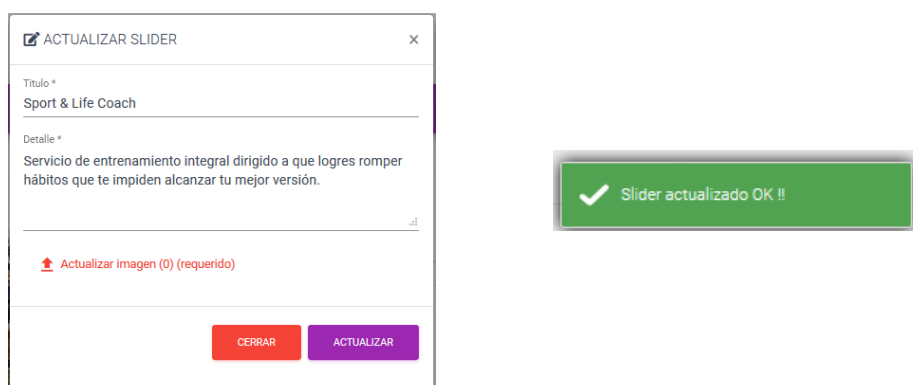 ACTUALIZAR SLIDER
Titulo *
Sport & Life Coach
Detalle *
Servicio de entrenamiento integral dirigido a que logres romper
hábitos que te impiden alcanzar tu mejor versión.
Actualizar imagen (0) (requerido)
CERRAR
ACTUALIZAR
Slider actualizado OK !!